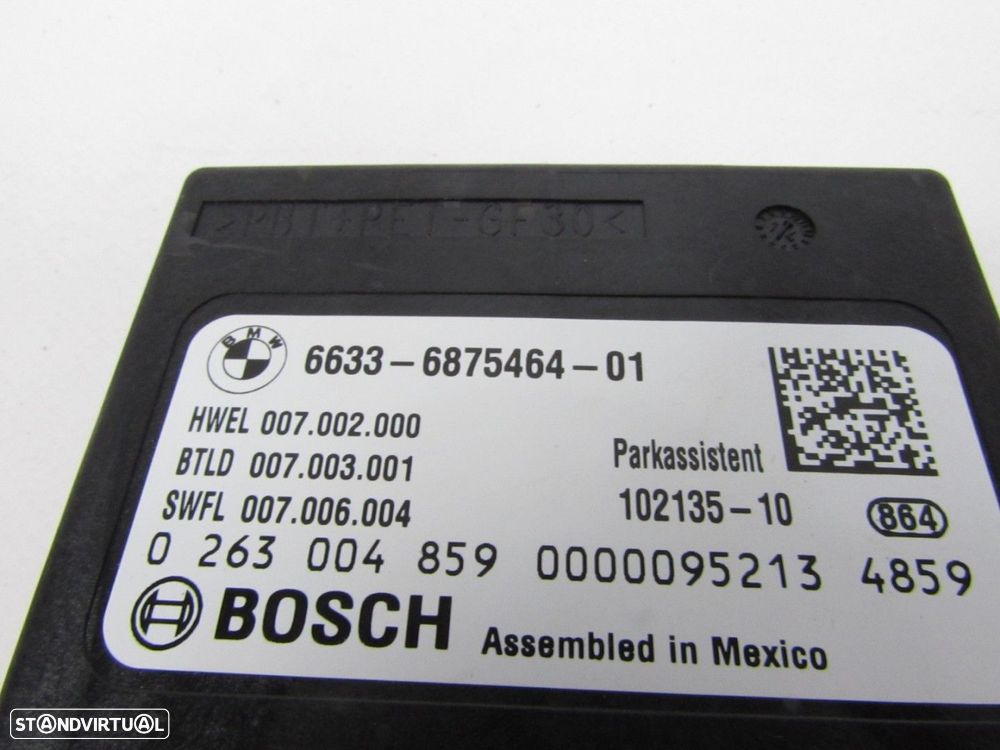 >PBT+PET-GF30<
BMW
6633-6875464-01
HWEL 007.002.000
BTLD 007.003.001
SWFL 007.006.004
Parkassistent
102135-10
864
0 263 004 859 0000095213 4859
BOSCH
Assembled in Mexico
STANDVIRTUAL